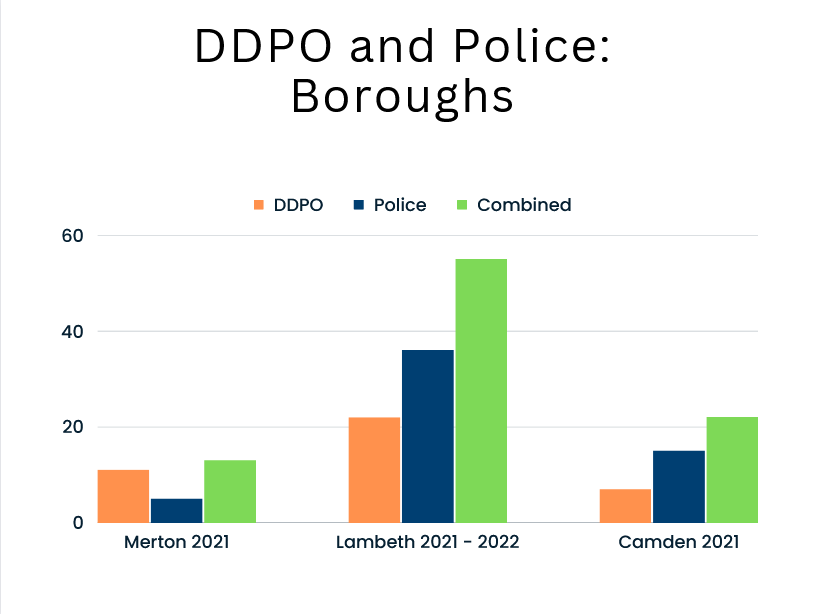 DDPO and Police:
Boroughs
DDPO Police Combined
60
40
20
0
Merton 2021 Lambeth 2021 - 2022 Camden 2021